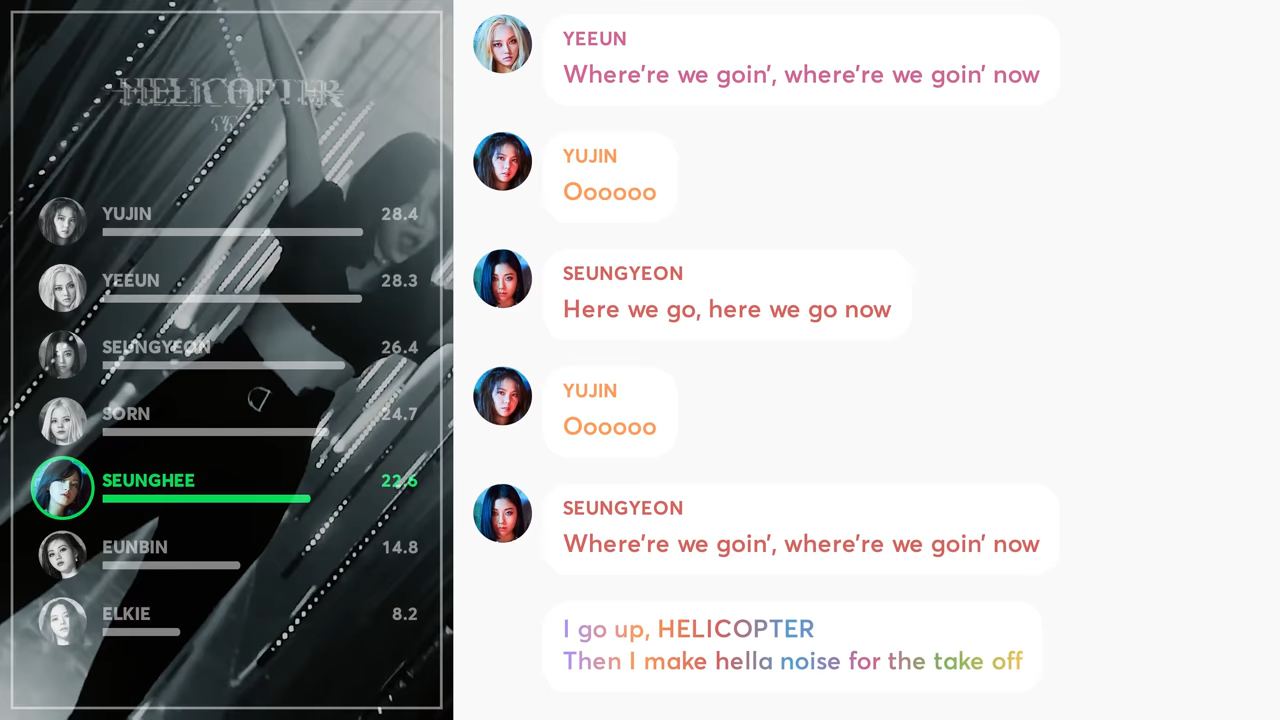 HELICOPTER
YUJIN 28.4
YEEUN 28.3
SEUNGYEON 26.4
SORN 24.7
SEUNGHEE 22.6
EUNBIN 14.8
ELKIE 8.2
YEEUN
Where're we goin', where're we goin' now
YUJIN
Oooooo
SEUNGYEON
Here we go, here we go now
YUJIN
Oooooo
SEUNGYEON
Where're we goin', where're we goin' now
I go up, HELICOPTER
Then I make hella noise for the take off